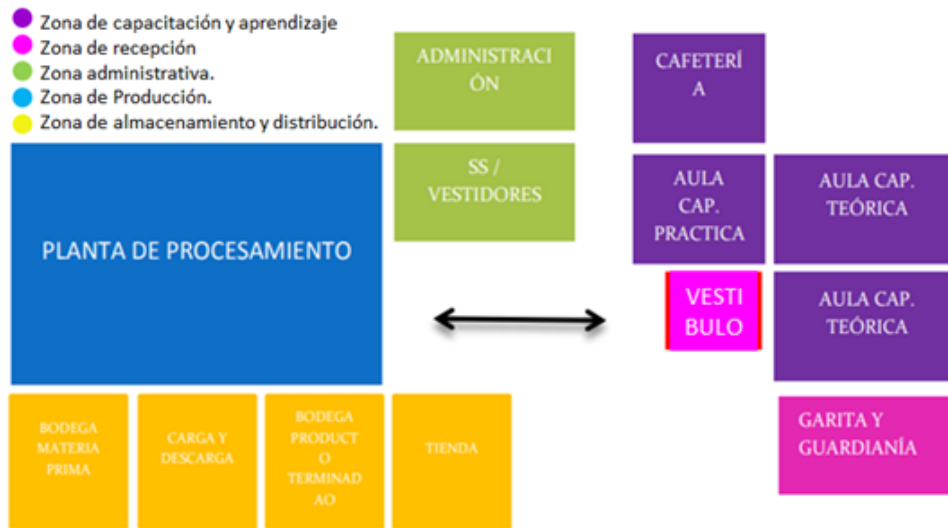 Zona de capacitación y aprendizaje
Zona de recepción
Zona administrativa.
Zona de Producción.
Zona de almacenamiento y distribución.
ADMINISTRACI
ÓN
CAFETERÍ
A
SS /
VESTIDORES
AULA
CAP.
PRACTICA
AULA CAP.
TEÓRICA
PLANTA DE PROCESAMIENTO
VESTI
BULO
AULA CAP.
TEÓRICA
BODEGA
MATERIA
PRIMA
CARGA Y
DESCARGA
BODEGA
PRODUCT
O
TERMINAD
AO
TIENDA
GARITA Y
GUARDIANÍA